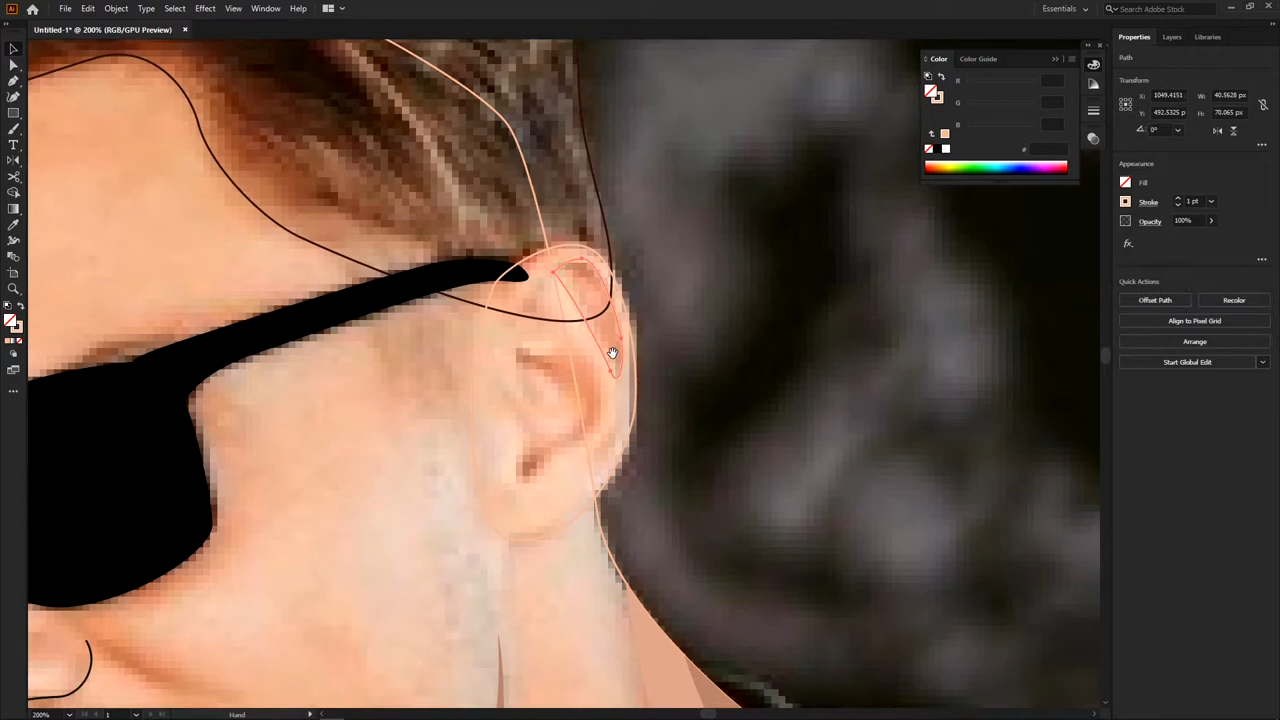 Ai File Edit Object Type Select Effect View Window Help Essentials Search Adobe Stock
Untitled-1* @ 200% (RGB/GPU Preview)
Color Color Guide
R
G
B
#
Properties Layers Libraries
Path
Transform
X: 1049.4151 W: 40.5628 px
Y: 492.5325 p H: 70.065 px
0°
Appearance
Fill
Stroke 1 pt
Opacity 100%
fx.
Quick Actions
Offset Path Recolor
Align to Pixel Grid
Arrange
Start Global Edit
200% 1 Hand